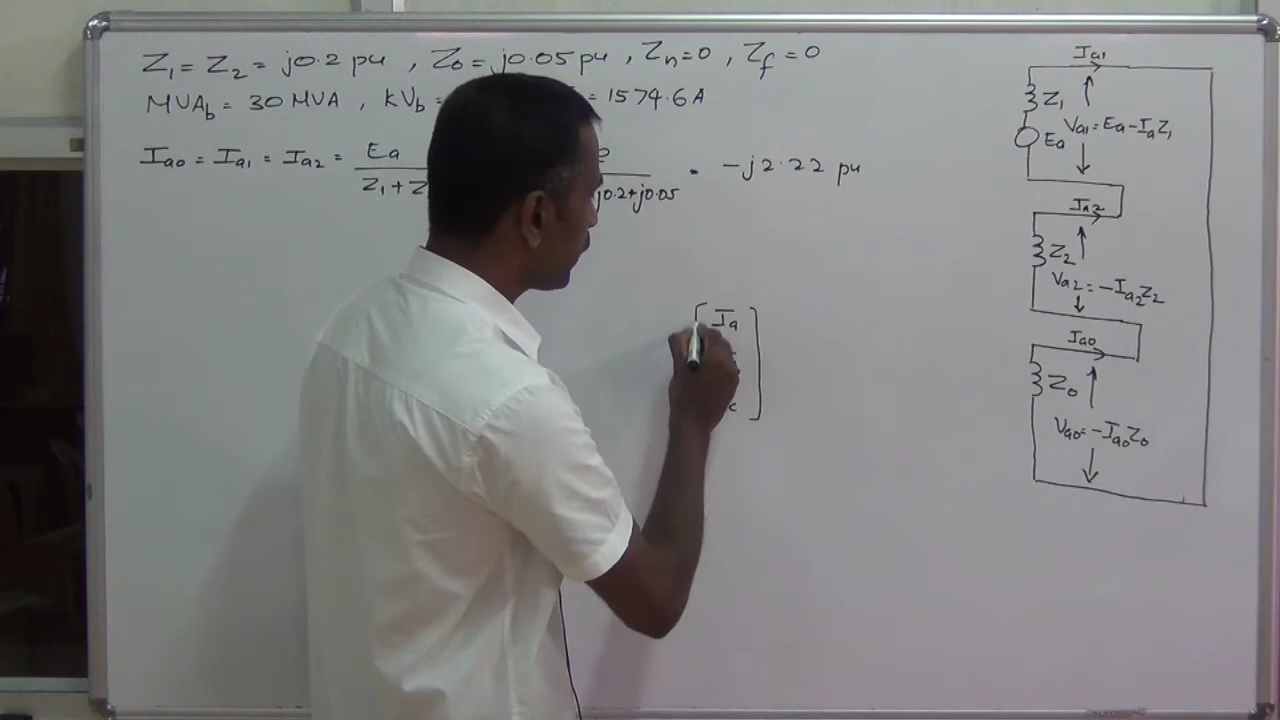 Z₁ = Z₂ = j0.2 pu , Z₀ = j0.05 pu , Zn=0 , Zf=0
MVAb = 30 MVA , KVb = 1574.6 A
Ia0 = Ia1 = Ia2 = Ea
Z₁+Z j0.2+j0.05 -j2.22 pu
Ia
c
Ia1
Z₁
Va1=Ea-IaZ₁
Ea
Ia2
Z₂
Va2=-Ia2Z₂
Ia0
Z₀
Va0=-Ia0Z₀